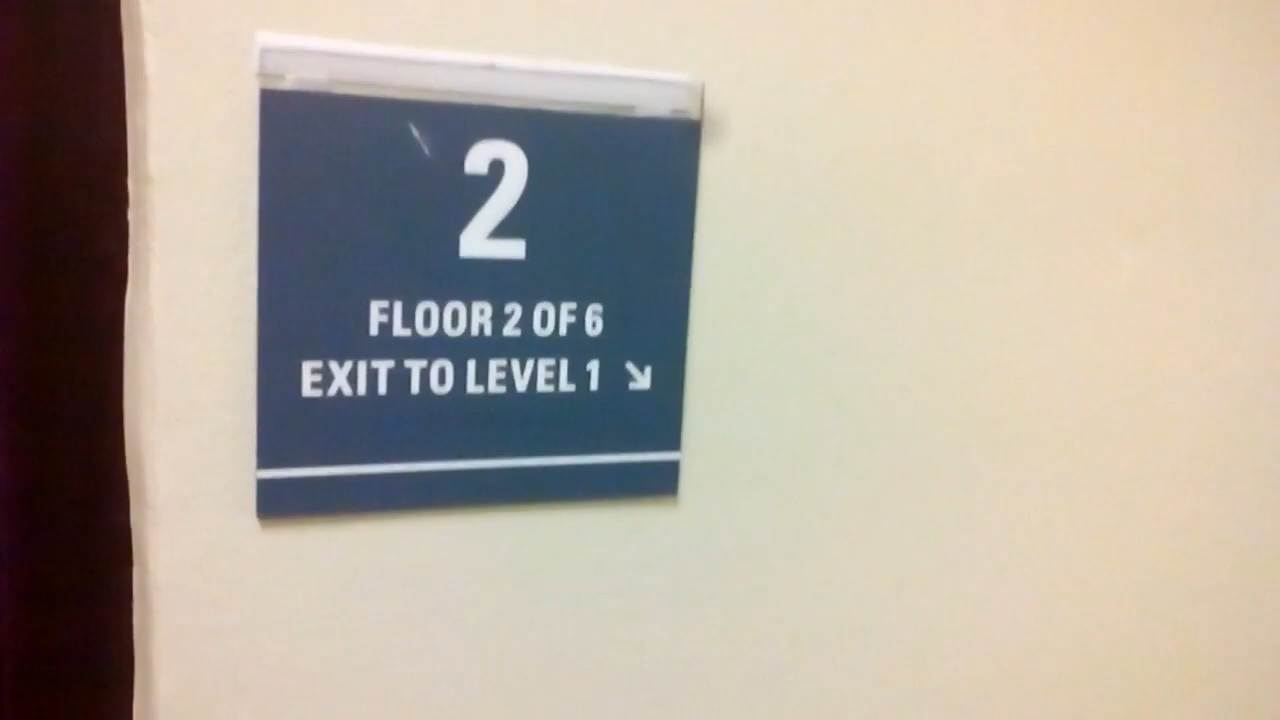 2
FLOOR 2 OF 6
EXIT TO LEVEL 1 ↘